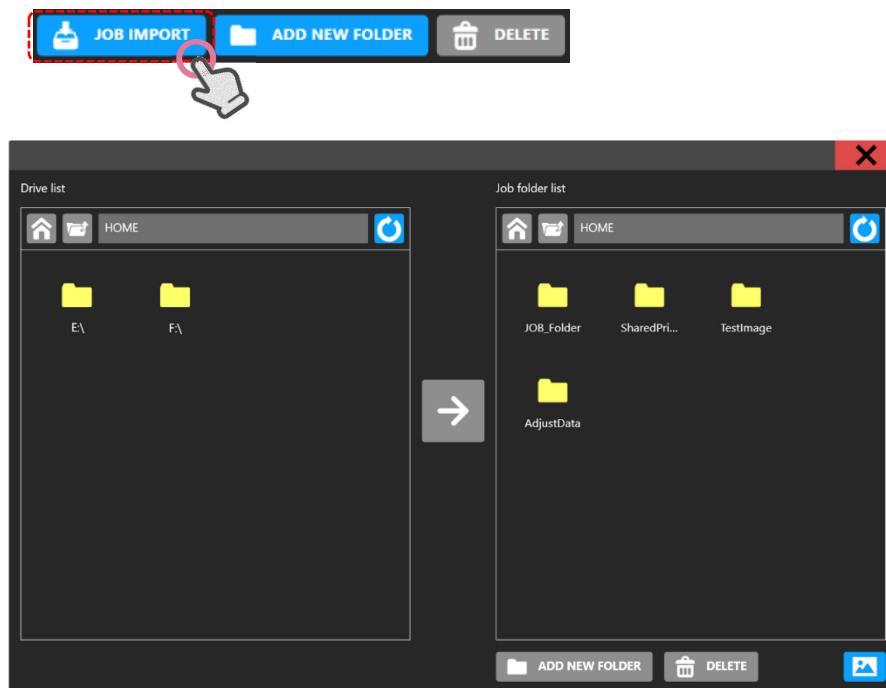 JOB IMPORT ADD NEW FOLDER DELETE
Drive list
HOME
E:\ F:\
Job folder list
HOME
JOB_Folder SharedPri... TestImage
AdjustData
ADD NEW FOLDER DELETE